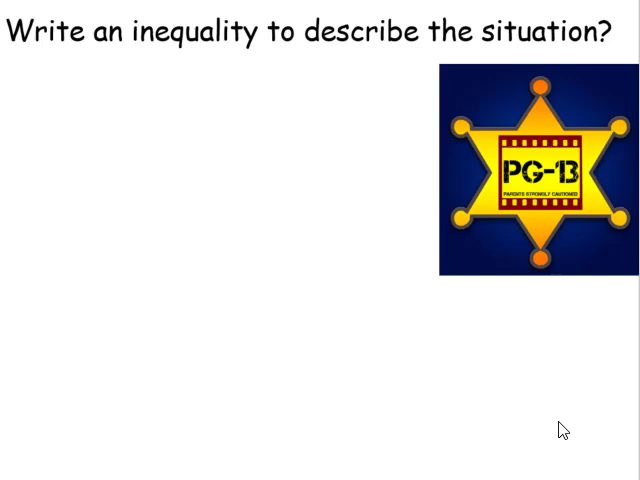 Write an inequality to describe the situation?
PG-13
PARENTS STRONGLY CAUTIONED